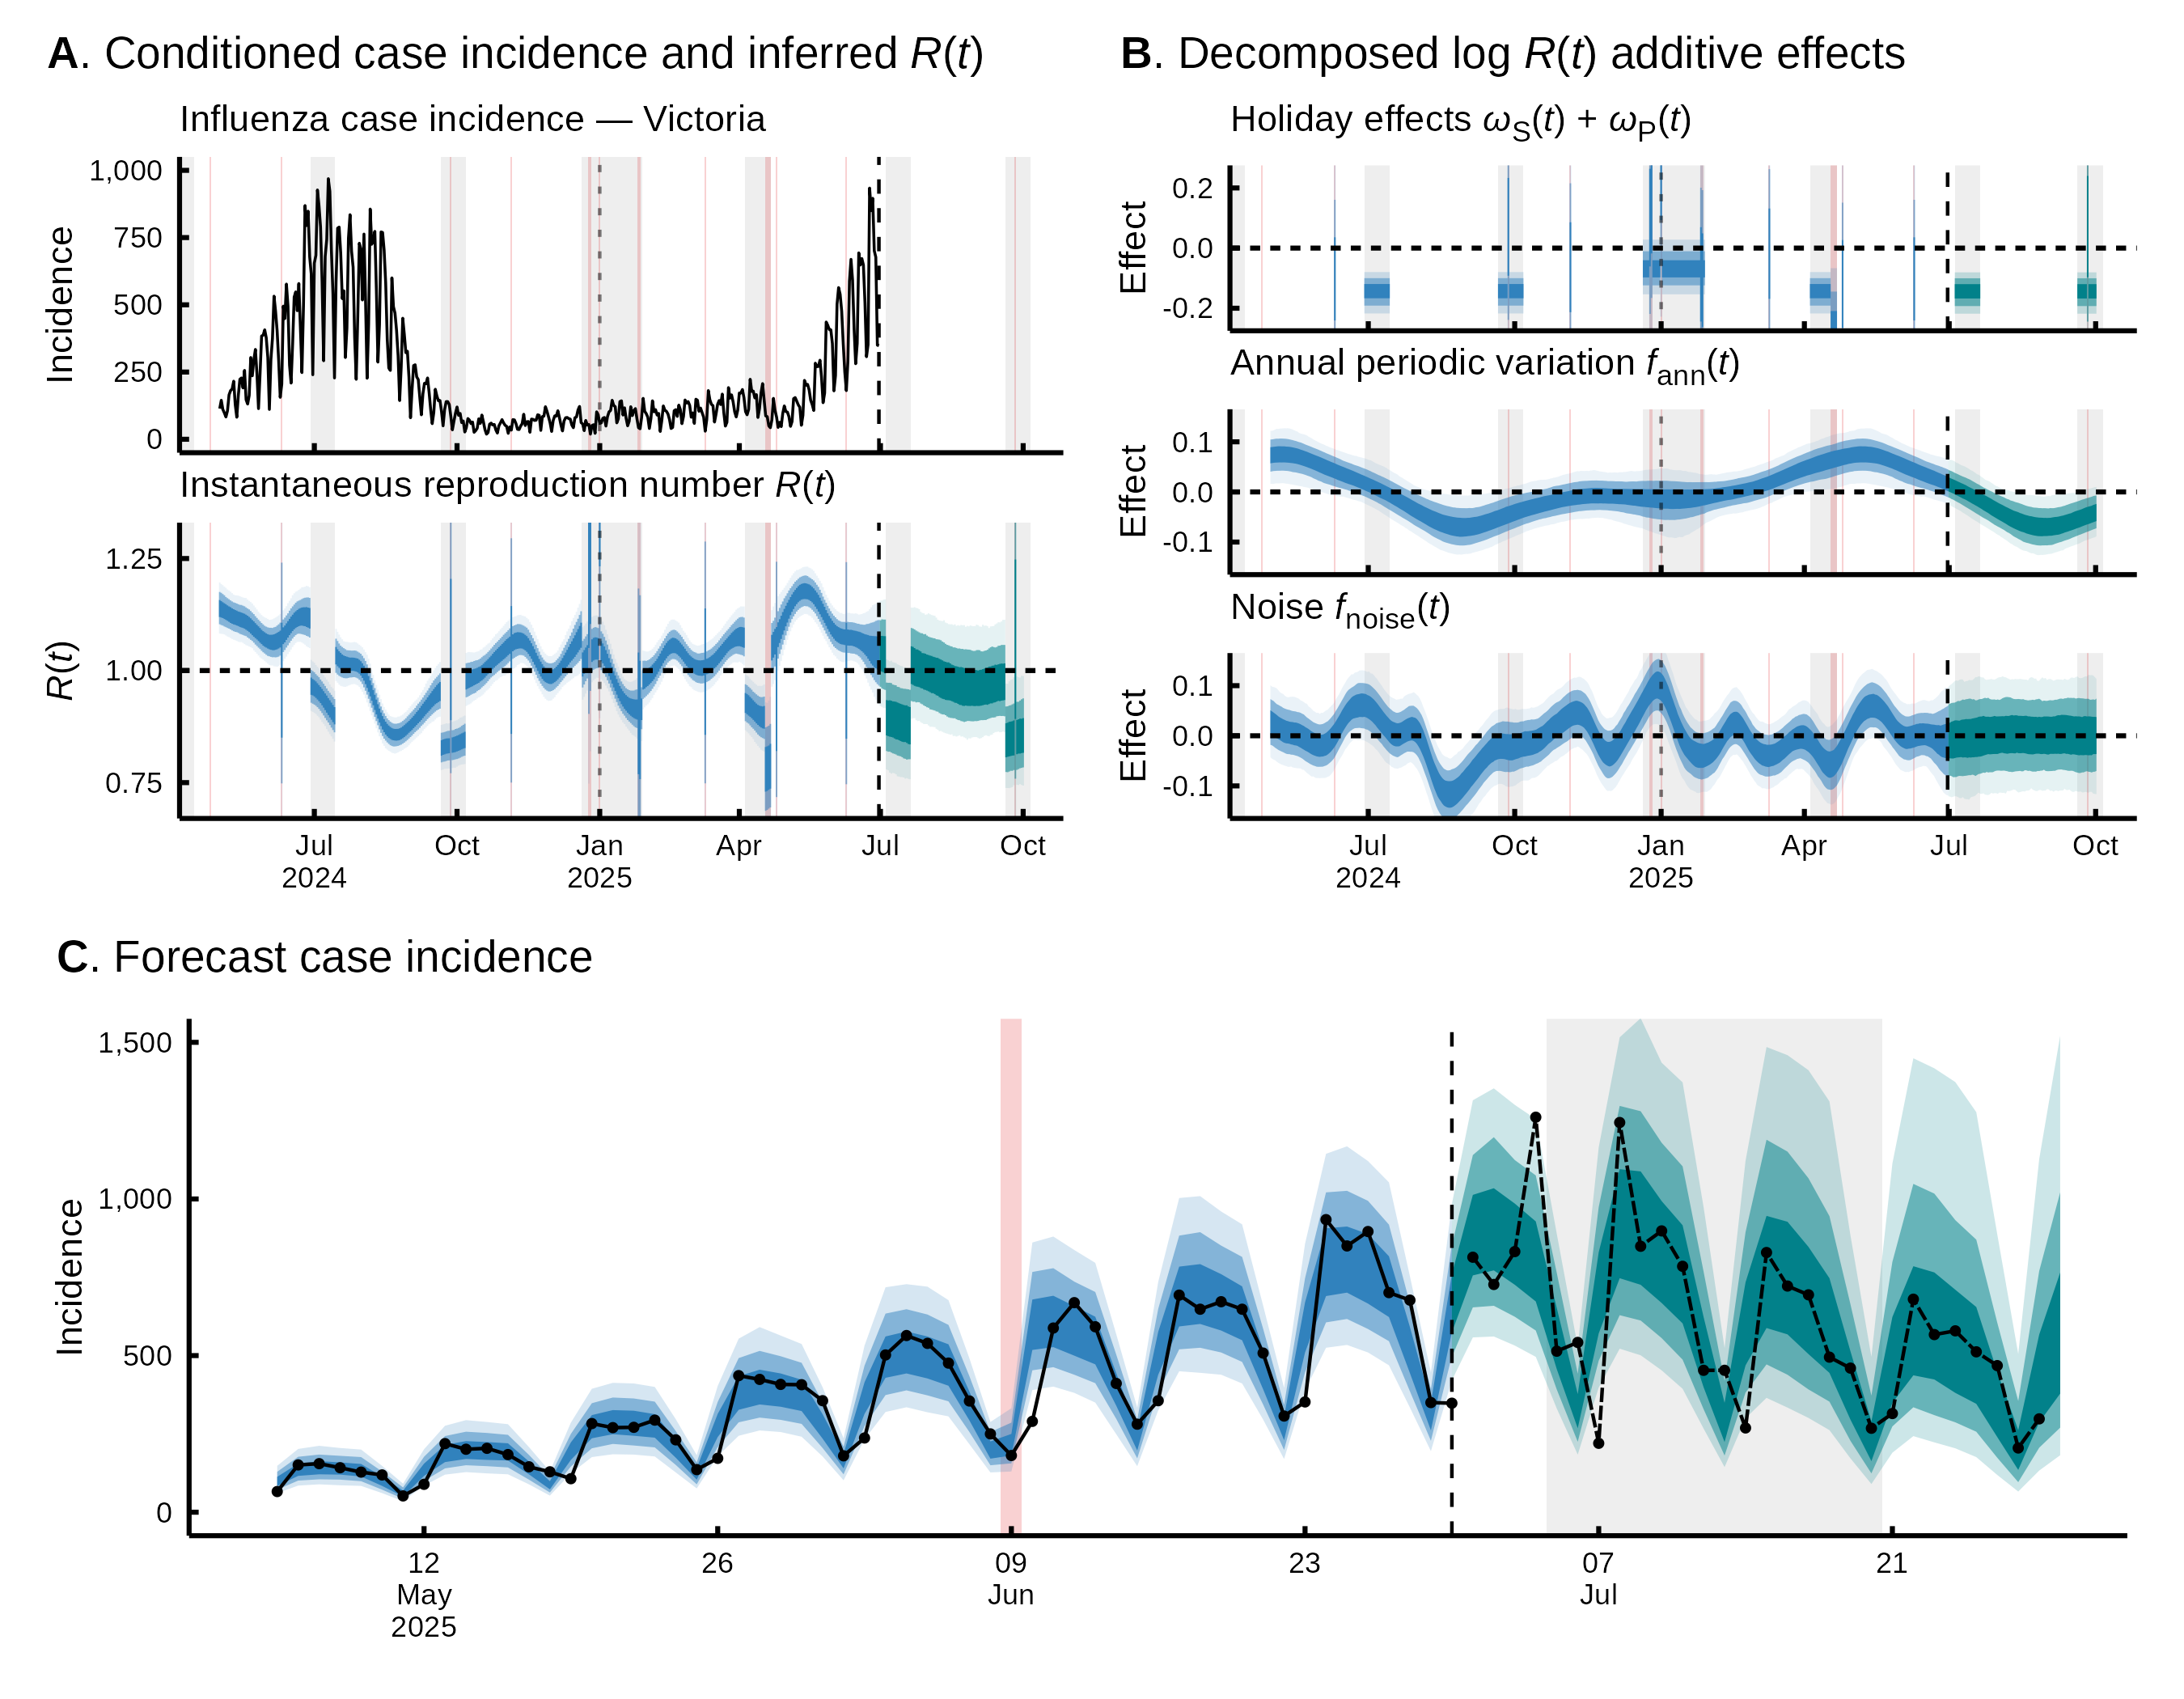 A. Conditioned case incidence and inferred R(t)
Influenza case incidence — Victoria
1,000
750
500
250
0
Incidence
Instantaneous reproduction number R(t)
1.25
1.00
0.75
R(t)
Jul Oct Jan Apr Jul Oct
2024 2025
B. Decomposed log R(t) additive effects
Holiday effects ωS(t) + ωP(t)
0.2
0.0
-0.2
Effect
Annual periodic variation fann(t)
0.1
0.0
-0.1
Effect
Noise fnoise(t)
0.1
0.0
-0.1
Effect
Jul Oct Jan Apr Jul Oct
2024 2025
C. Forecast case incidence
1,500
1,000
500
0
Incidence
12 26 09 23 07 21
May Jun Jul
2025